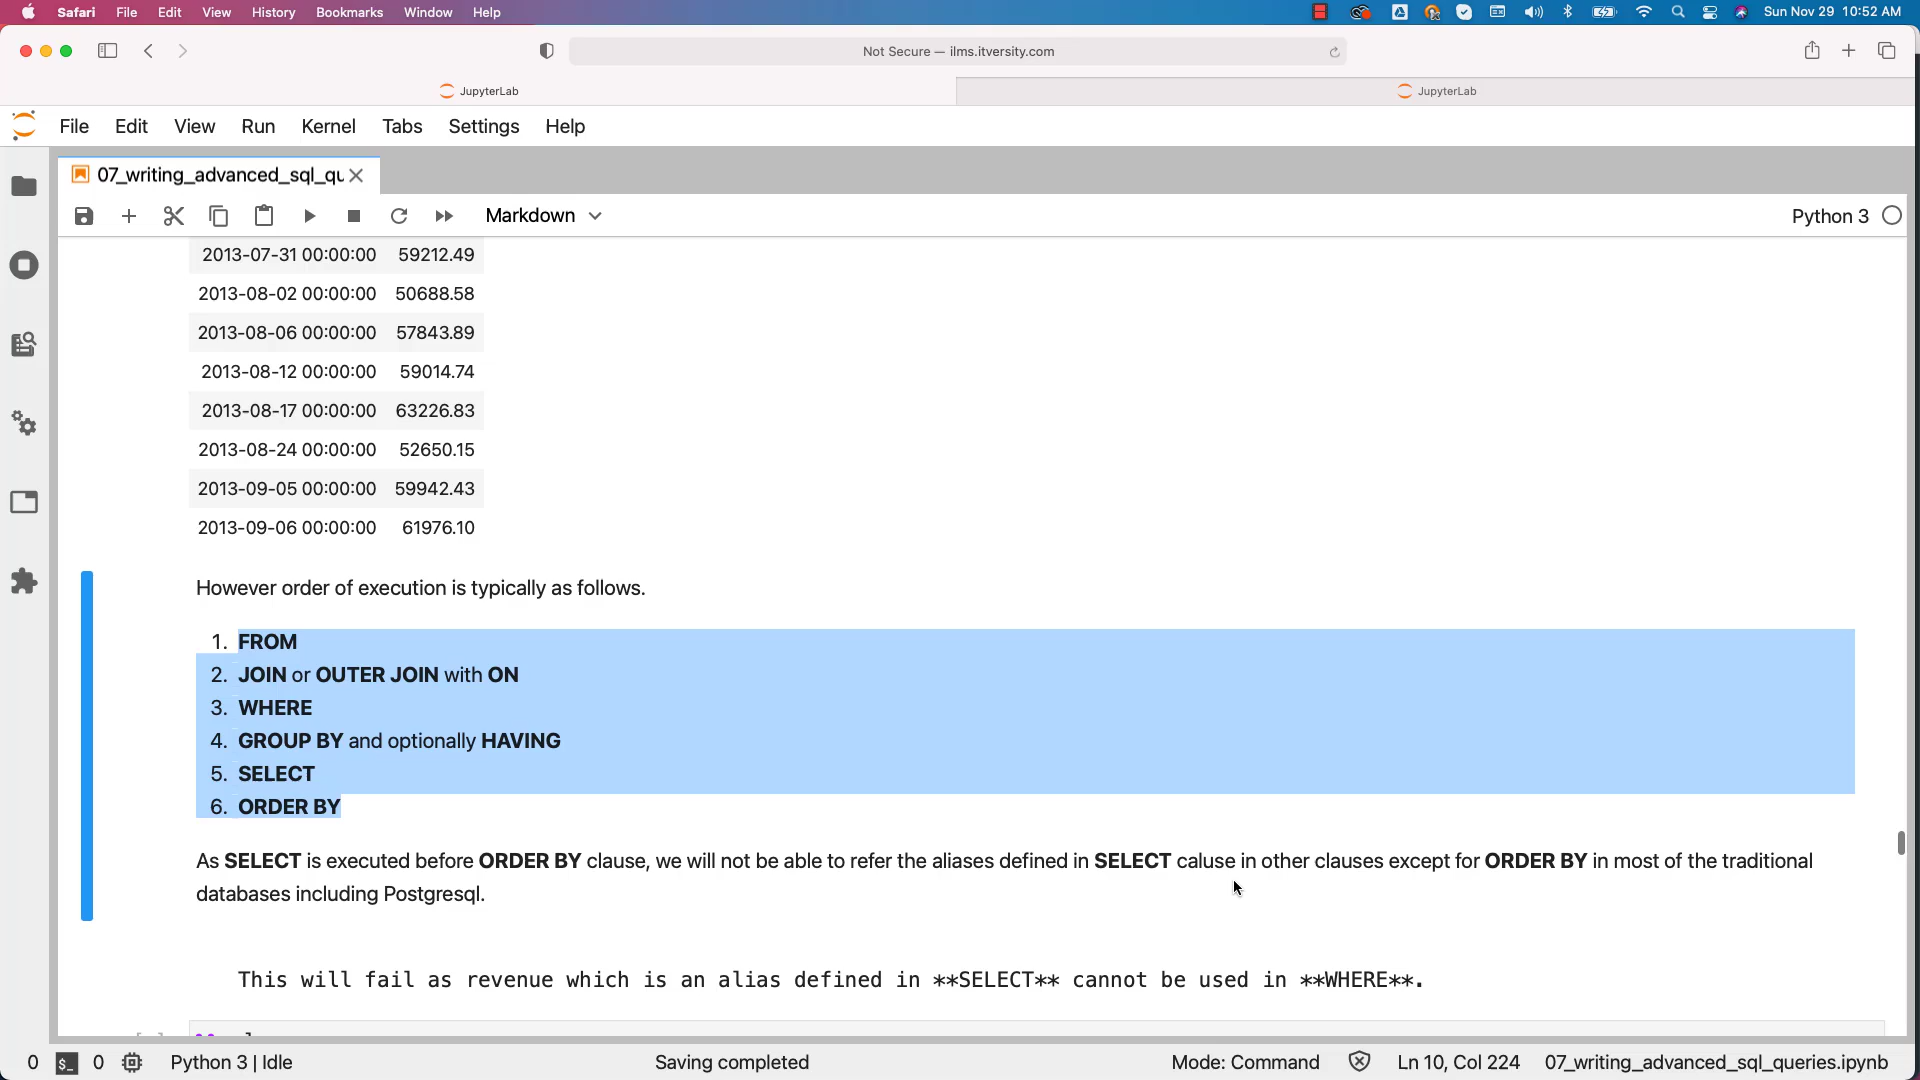 Safari File Edit View History Bookmarks Window Help Sun Nov 29 10:52 AM
Not Secure — ilms.itversity.com
JupyterLab JupyterLab
File Edit View Run Kernel Tabs Settings Help
07_writing_advanced_sql_qu
Markdown Python 3
2013-07-31 00:00:00 59212.49
2013-08-02 00:00:00 50688.58
2013-08-06 00:00:00 57843.89
2013-08-12 00:00:00 59014.74
2013-08-17 00:00:00 63226.83
2013-08-24 00:00:00 52650.15
2013-09-05 00:00:00 59942.43
2013-09-06 00:00:00 61976.10
However order of execution is typically as follows.
1. FROM
2. JOIN or OUTER JOIN with ON
3. WHERE
4. GROUP BY and optionally HAVING
5. SELECT
6. ORDER BY
As SELECT is executed before ORDER BY clause, we will not be able to refer the aliases defined in SELECT caluse in other clauses except for ORDER BY in most of the traditional
databases including Postgresql.
This will fail as revenue which is an alias defined in **SELECT** cannot be used in **WHERE**.
0 $_ 0 Python 3 | Idle Saving completed Mode: Command Ln 10, Col 224 07_writing_advanced_sql_queries.ipynb